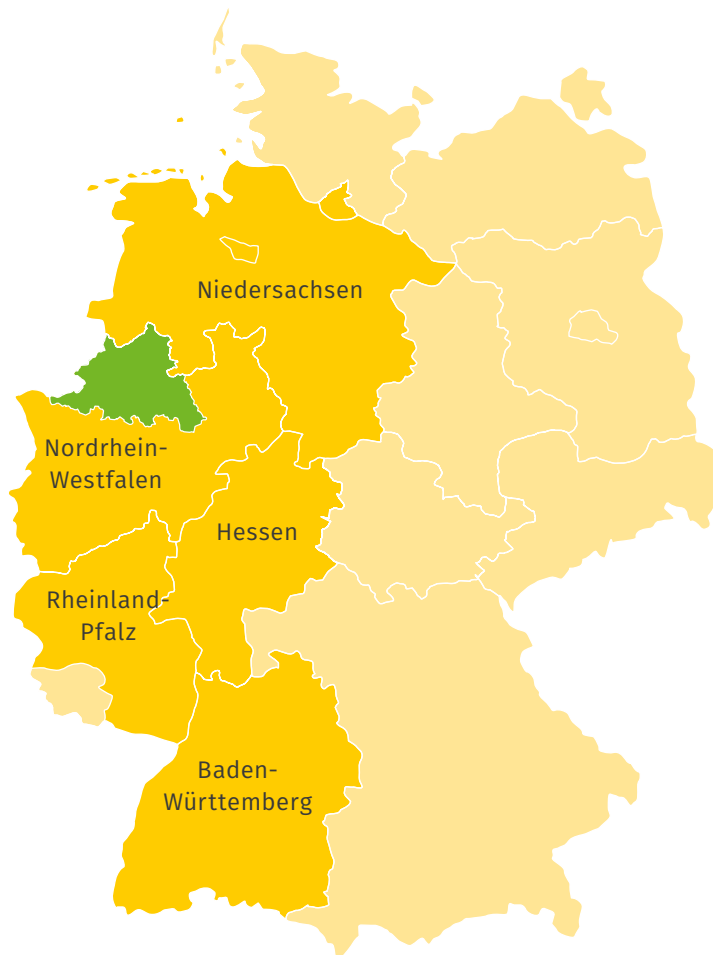 Niedersachsen
Nordrhein-
Westfalen
Hessen
Rheinland-
Pfalz
Baden-
Württemberg